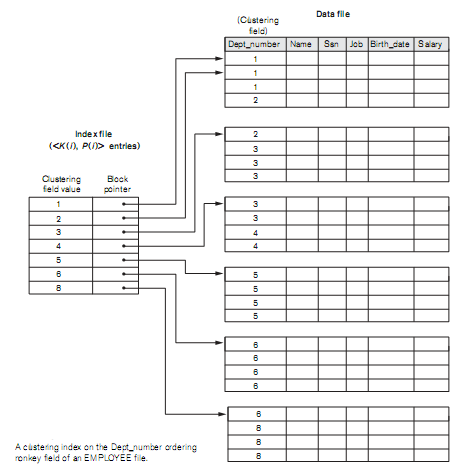 Data file
(Clustering
field)
Dept_number Name Ssn Job Birth_date Salary
1
1
1
2
Index file
(<K(i), P(i)> entries)
Clustering
field value
Block
pointer
1
2
3
4
5
6
8
2
3
3
3
3
3
4
4
5
5
5
5
6
6
6
6
6
8
8
8
A clustering index on the Dept_number ordering
nonkey field of an EMPLOYEE file.